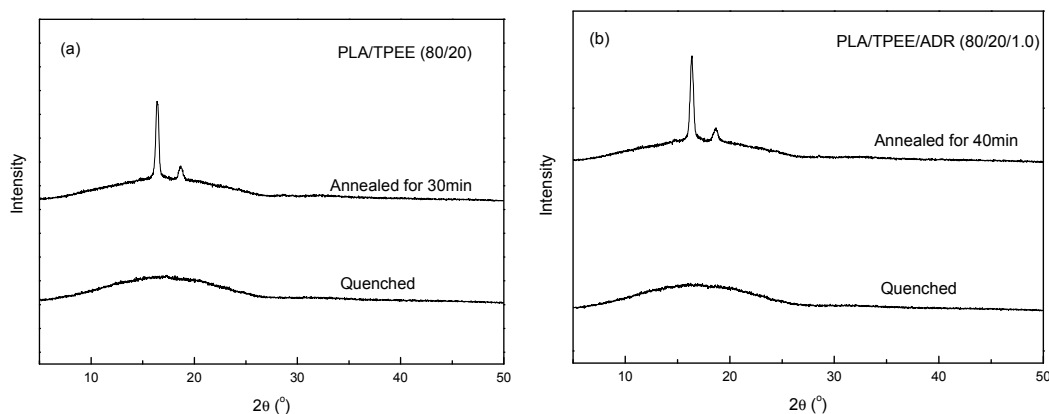 (a)
PLA/TPEE (80/20)
Annealed for 30min
Quenched
Intensity
10 20 30 40 50
2θ (°)
(b)
PLA/TPEE/ADR (80/20/1.0)
Annealed for 40min
Quenched
Intensity
10 20 30 40 50
2θ (°)